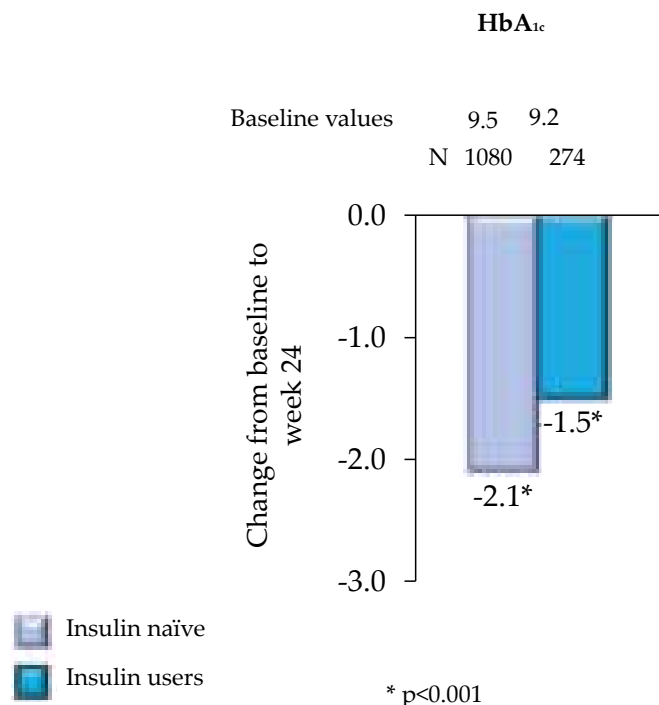 HbA1c
Baseline values 9.5 9.2
N 1080 274
0.0
-1.0
-2.0
-3.0
Change from baseline to
week 24
-2.1*
-1.5*
Insulin naïve
Insulin users
* p<0.001